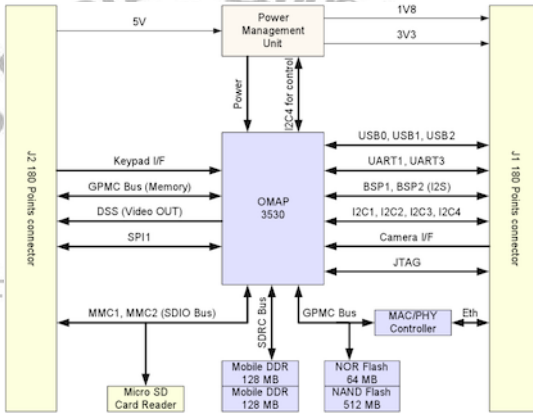 1V8
5V
Power
Management
Unit
3V3
Power
I2C4 for control
USB0, USB1, USB2
J2 180 Points connector
J1 180 Points connector
Keypad I/F
UART1, UART3
GPMC Bus (Memory)
OMAP
3530
BSP1, BSP2 (I2S)
DSS (Video OUT)
I2C1, I2C2, I2C3, I2C4
SPI1
Camera I/F
JTAG
MMC1, MMC2 (SDIO Bus)
SDRC Bus
GPMC Bus
MAC/PHY
Controller
Eth
Mobile DDR
128 MB
Mobile DDR
128 MB
NOR Flash
64 MB
NAND Flash
512 MB
Micro SD
Card Reader